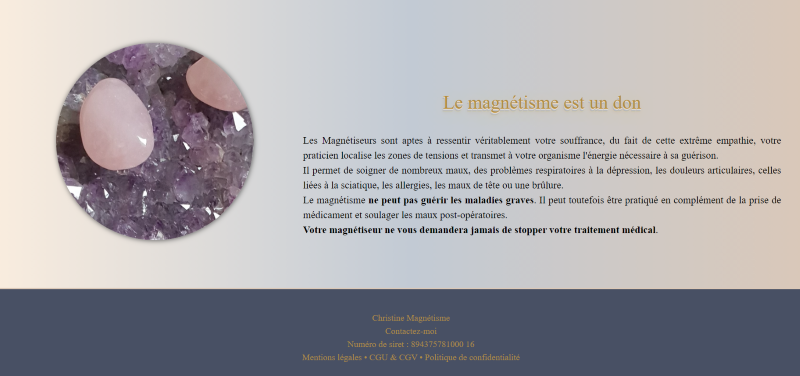 Le magnétisme est un don
Les Magnétiseurs sont aptes à ressentir véritablement votre souffrance, du fait de cette extrême empathie, votre
praticien localise les zones de tensions et transmet à votre organisme l'énergie nécessaire à sa guérison.
Il permet de soigner de nombreux maux, des problèmes respiratoires à la dépression, les douleurs articulaires, celles
liées à la sciatique, les allergies, les maux de tête ou une brûlure.
Le magnétisme ne peut pas guérir les maladies graves. Il peut toutefois être pratiqué en complément de la prise de
médicament et soulager les maux post-opératoires.
Votre magnétiseur ne vous demandera jamais de stopper votre traitement médical.
Christine Magnétisme
Contactez-moi
Numéro de siret : 894375781000 16
Mentions légales • CGU & CGV • Politique de confidentialité